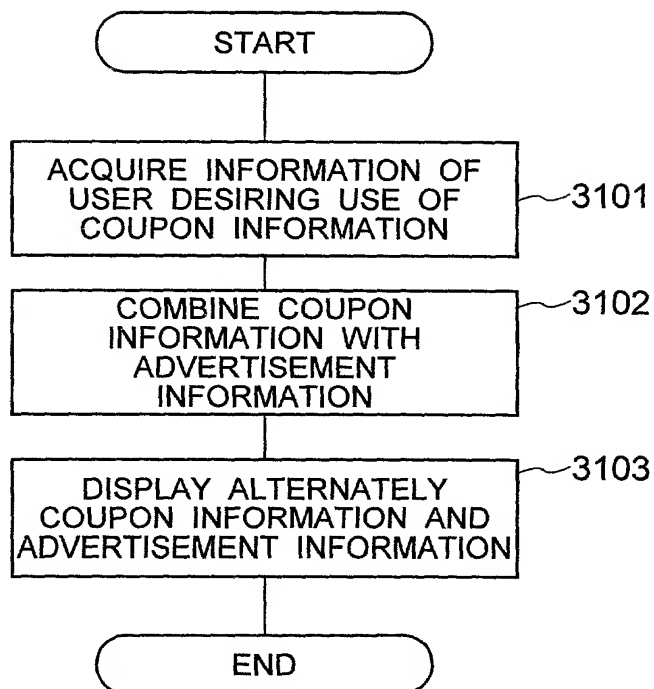 START
ACQUIRE INFORMATION OF
USER DESIRING USE OF
COUPON INFORMATION
3101
COMBINE COUPON
INFORMATION WITH
ADVERTISEMENT
INFORMATION
3102
DISPLAY ALTERNATELY
COUPON INFORMATION AND
ADVERTISEMENT INFORMATION
3103
END